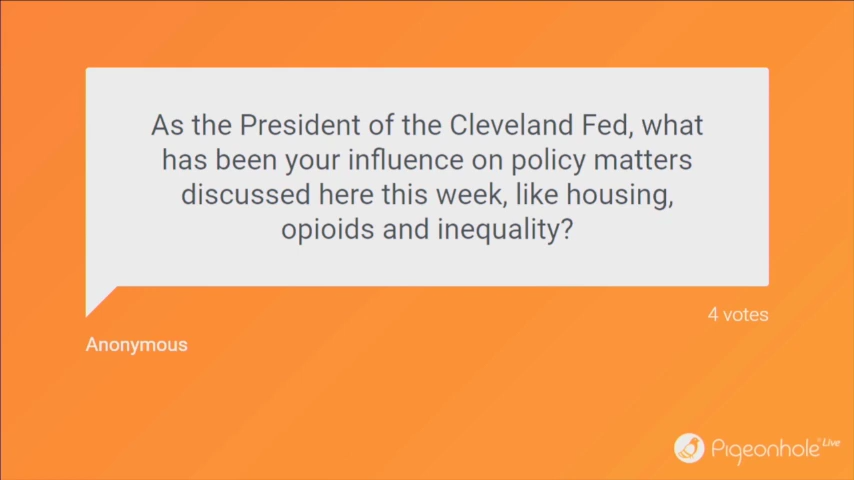 As the President of the Cleveland Fed, what
has been your influence on policy matters
discussed here this week, like housing,
opioids and inequality?
4 votes
Anonymous
Pigeonhole Live